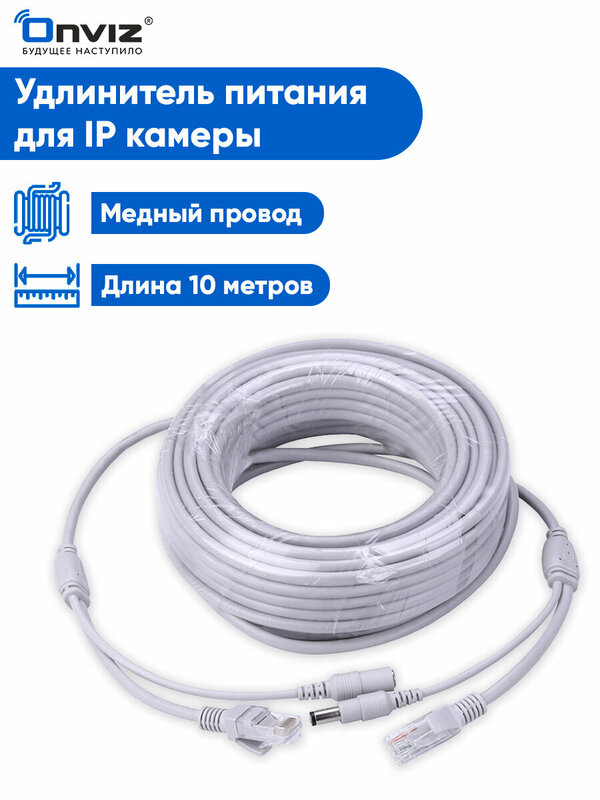 Onviz®
БУДУЩЕЕ НАСТУПИЛО
Удлинитель питания
для IP камеры
Медный провод
Длина 10 метров